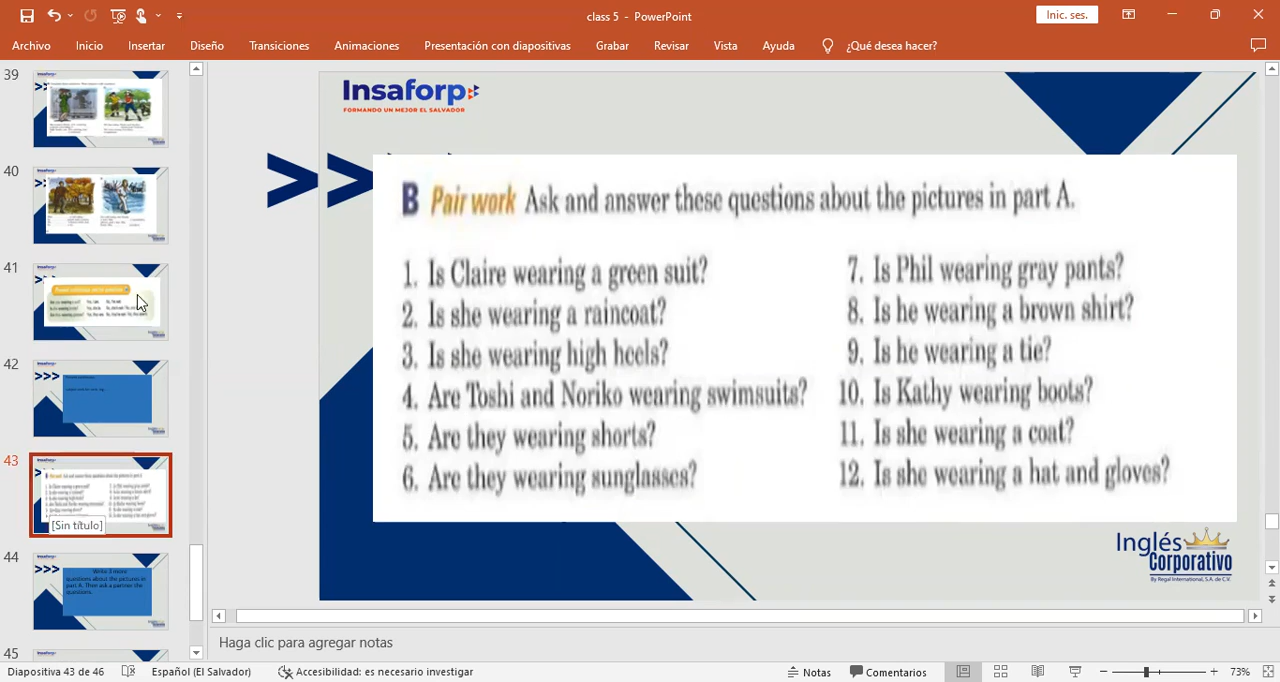 class 5 - PowerPoint
Inic. ses.
Archivo Inicio Insertar Diseño Transiciones Animaciones Presentación con diapositivas Grabar Revisar Vista Ayuda ¿Qué desea hacer?
39
40
41
42
43
[Sin título]
44
Write 3 more
questions about the pictures in
part A. Then ask a partner the
questions.
45
Insaforp
FORMANDO UN MEJOR EL SALVADOR
B Pair work Ask and answer these questions about the pictures in part A.
1. Is Claire wearing a green suit?
2. Is she wearing a raincoat?
3. Is she wearing high heels?
4. Are Toshi and Noriko wearing swimsuits?
5. Are they wearing shorts?
6. Are they wearing sunglasses?
7. Is Phil wearing gray pants?
8. Is he wearing a brown shirt?
9. Is he wearing a tie?
10. Is Kathy wearing boots?
11. Is she wearing a coat?
12. Is she wearing a hat and gloves?
Inglés
Corporativo
By Regal International, S.A. de C.V.
Haga clic para agregar notas
Diapositiva 43 de 46 Español (El Salvador) Accesibilidad: es necesario investigar Notas Comentarios 73%